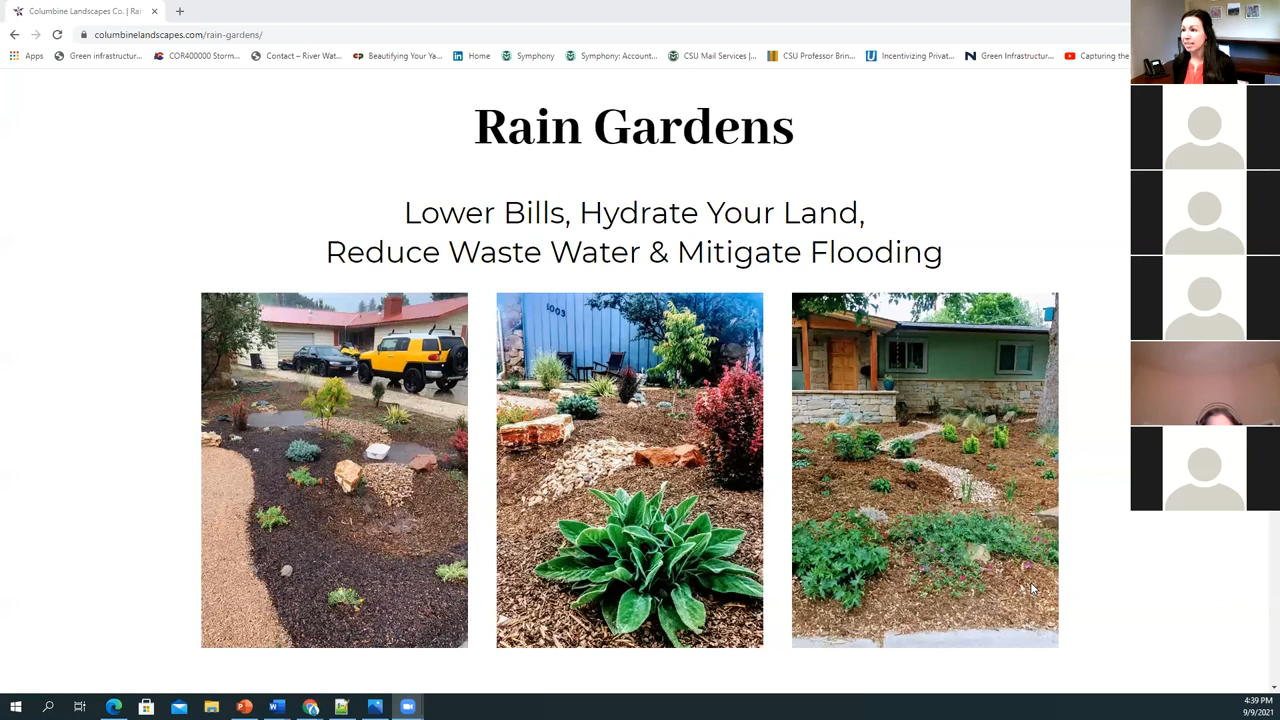 Columbine Landscapes Co. | Rai
columbinelandscapes.com/rain-gardens/
Apps
Green infrastructur...
COR400000 Storm...
Contact – River Wat...
Beautifying Your Ya...
Home
Symphony
Symphony: Account...
CSU Mail Services |...
CSU Professor Brin...
Incentivizing Privat...
Green Infrastructur...
Capturing the
Rain Gardens
Lower Bills, Hydrate Your Land,
Reduce Waste Water & Mitigate Flooding
1003
4:39 PM
9/9/2021